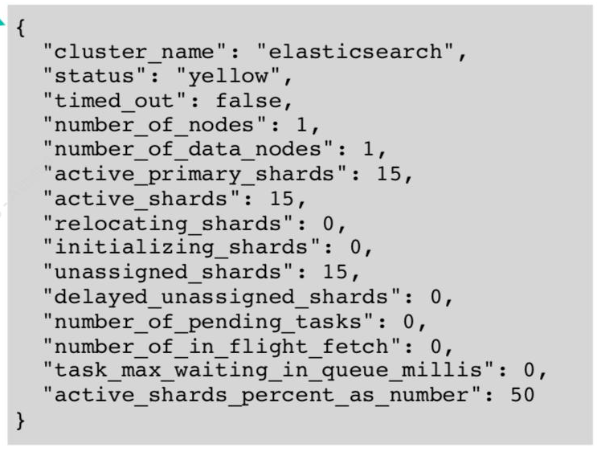 {
"cluster_name": "elasticsearch",
"status": "yellow",
"timed_out": false,
"number_of_nodes": 1,
"number_of_data_nodes": 1,
"active_primary_shards": 15,
"active_shards": 15,
"relocating_shards": 0,
"initializing_shards": 0,
"unassigned_shards": 15,
"delayed_unassigned_shards": 0,
"number_of_pending_tasks": 0,
"number_of_in_flight_fetch": 0,
"task_max_waiting_in_queue_millis": 0,
"active_shards_percent_as_number": 50
}